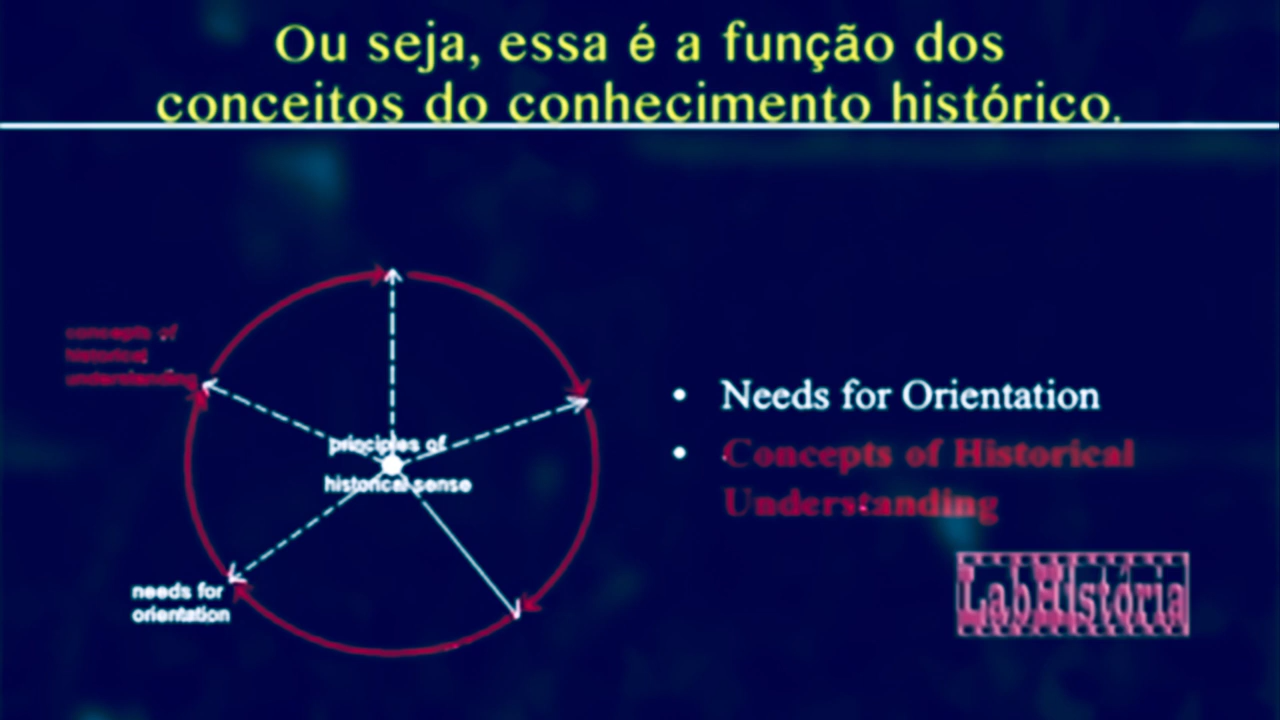 Ou seja, essa é a função dos
conceitos do conhecimento histórico.
concepts of
historical
understanding
principles of
historical sense
needs for
orientation
• Needs for Orientation
• Concepts of Historical
Understanding
LabHIstória